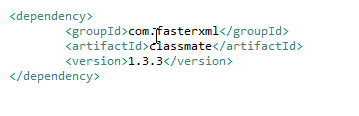 <dependency>
<groupId>com.fasterxml</groupId>
<artifactId>classmate</artifactId>
<version>1.3.3</version>
</dependency>